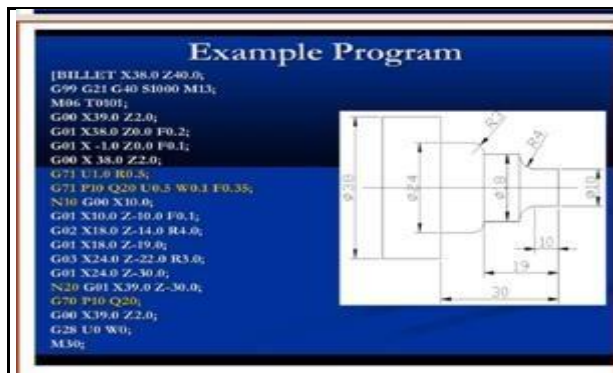 Example Program
[BILLET X38.0 Z40.0;
G99 G21 G40 S1000 M13;
M06 T0101;
G00 X39.0 Z2.0;
G01 X38.0 Z0.0 F0.2;
G01 X -1.0 Z0.0 F0.1;
G00 X 38.0 Z2.0;
G71 U1.0 R0.5;
G71 P10 Q20 U0.5 W0.1 F0.35;
N10 G00 X10.0;
G01 X10.0 Z-10.0 F0.1;
G02 X18.0 Z-14.0 R4.0;
G01 X18.0 Z-19.0;
G03 X24.0 Z-22.0 R3.0;
G01 X24.0 Z-30.0;
N20 G01 X39.0 Z-30.0;
G70 P10 Q20;
G00 X39.0 Z2.0;
G28 U0 W0;
M30;
R3
R4
ø38
ø24
ø18
ø10
10
19
30